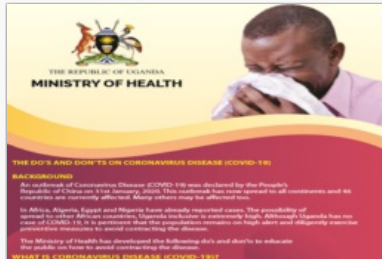 THE REPUBLIC OF UGANDA
MINISTRY OF HEALTH
THE DO'S AND DON'TS ON CORONAVIRUS DISEASE (COVID-19)
BACKGROUND
An outbreak of Coronavirus Disease (COVID-19) was declared by the People's
Republic of China on 31st January, 2020. This outbreak has now spread to all continents and 46
countries are currently affected. Many others may be affected too.
In Africa, Algeria, Egypt and Nigeria have already reported cases. The possibility of
spread to other African countries, Uganda inclusive is extremely high. Although Uganda has no
case of COVID-19, it is pertinent that the population remains on high alert and diligently exercise
preventive measures to avoid contracting the disease.
The Ministry of Health has developed the following do's and don'ts to educate
the public on how to avoid contracting the disease.
WHAT IS CORONAVIRUS DISEASE (COVID-19)?